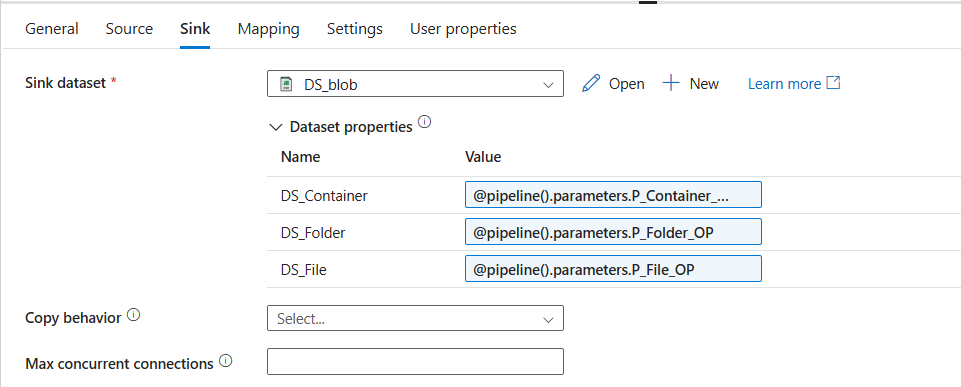 General Source Sink Mapping Settings User properties
Sink dataset * DS_blob Open New Learn more
Dataset properties
Name Value
DS_Container @pipeline().parameters.P_Container_...
DS_Folder @pipeline().parameters.P_Folder_OP
DS_File @pipeline().parameters.P_File_OP
Copy behavior Select...
Max concurrent connections